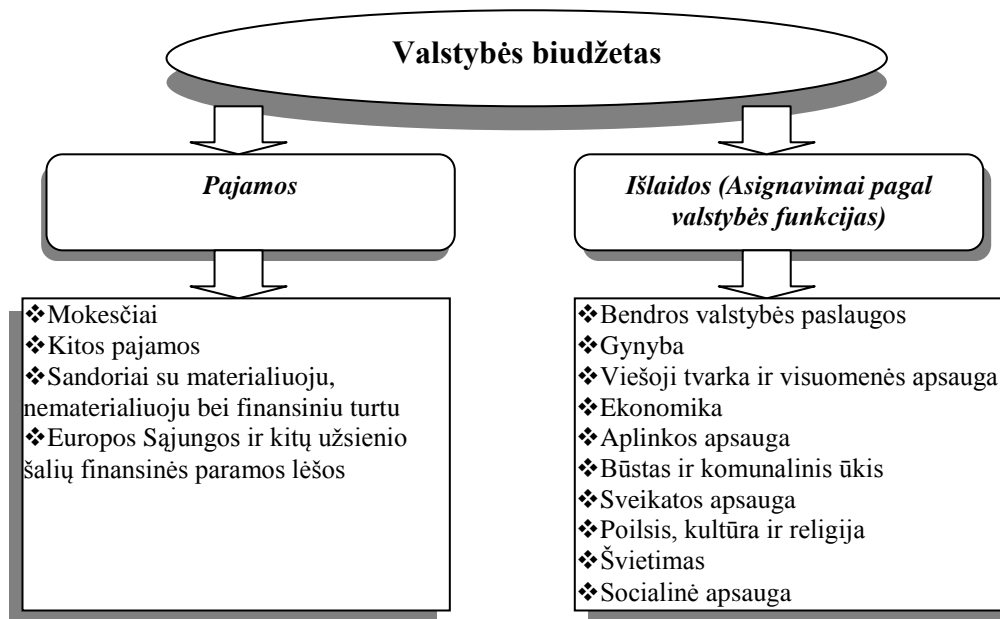 Valstybės biudžetas
Pajamos
Išlaidos (Asignavimai pagal
valstybės funkcijas)
❖Mokesčiai
❖Kitos pajamos
❖Sandoriai su materialiuoju,
nematerialiuoju bei finansiniu turtu
❖Europos Sąjungos ir kitų užsienio
šalių finansinės paramos lėšos
❖Bendros valstybės paslaugos
❖Gynyba
❖Viešoji tvarka ir visuomenės apsauga
❖Ekonomika
❖Aplinkos apsauga
❖Būstas ir komunalinis ūkis
❖Sveikatos apsauga
❖Poilsis, kultūra ir religija
❖Švietimas
❖Socialinė apsauga